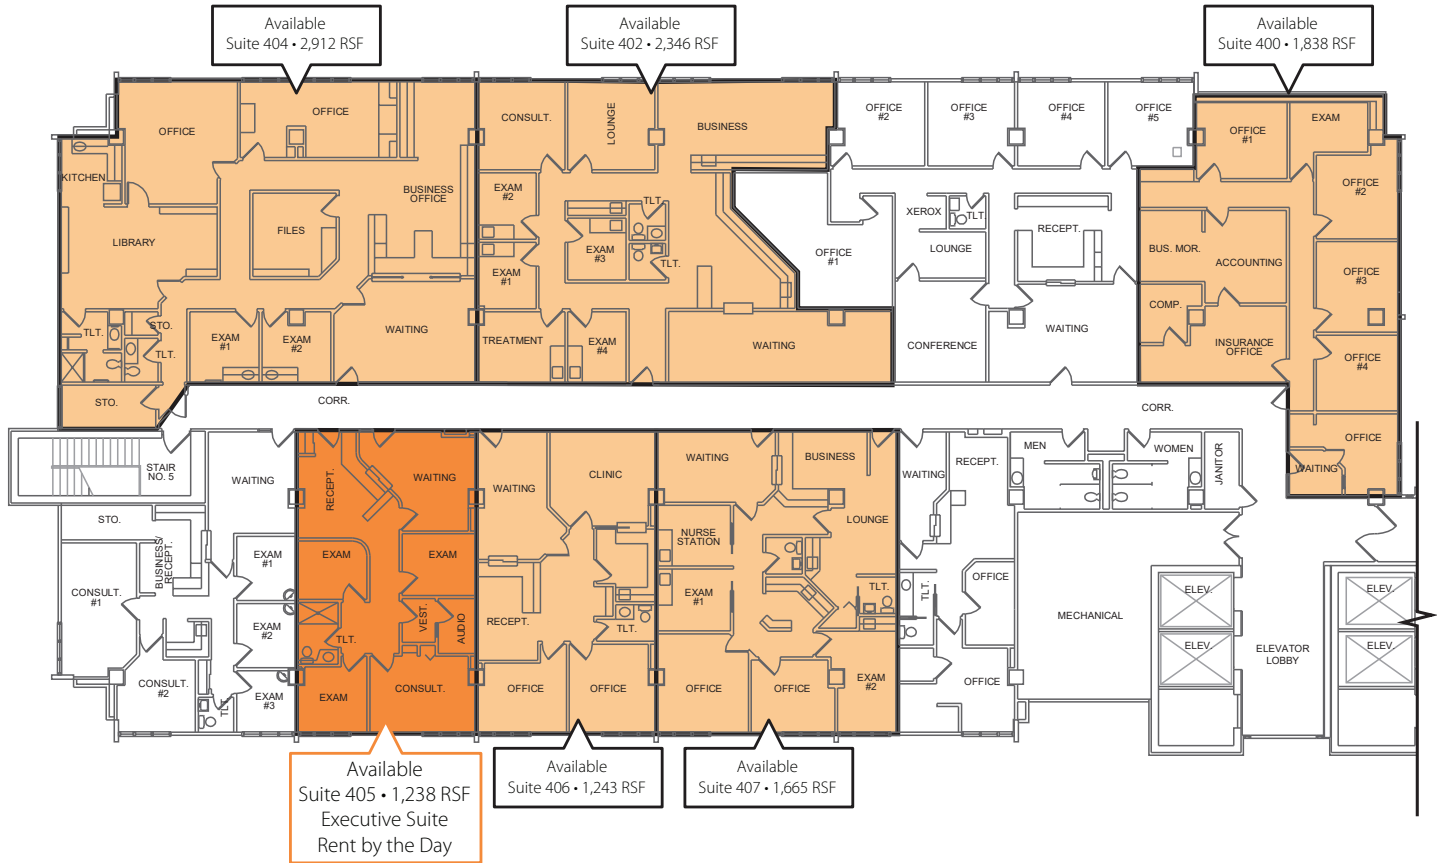 Available
Suite 404 • 2,912 RSF
Available
Suite 402 • 2,346 RSF
Available
Suite 400 • 1,838 RSF
OFFICE
OFFICE
KITCHEN
BUSINESS
OFFICE
LIBRARY
FILES
TLT.
STO.
TLT.
EXAM
#1
EXAM
#2
WAITING
STO.
CONSULT.
LOUNGE
BUSINESS
EXAM
#2
TLT.
EXAM
#3
TLT.
EXAM
#1
TREATMENT
EXAM
#4
WAITING
OFFICE
#2
OFFICE
#3
OFFICE
#4
OFFICE
#5
XEROX
TLT.
LOUNGE
RECEPT.
OFFICE
#1
CONFERENCE
WAITING
OFFICE
#1
EXAM
OFFICE
#2
BUS. MOR.
ACCOUNTING
OFFICE
#3
COMP.
INSURANCE
OFFICE
OFFICE
#4
OFFICE
WAITING
CORR.
CORR.
STAIR
NO. 5
WAITING
STO.
BUSINESS/
RECEPT.
EXAM
#1
CONSULT.
#1
EXAM
#2
CONSULT.
#2
EXAM
#3
TLT.
RECEPT.
WAITING
EXAM
EXAM
VEST.
AUDIO
TLT.
EXAM
CONSULT.
WAITING
CLINIC
RECEPT.
TLT.
OFFICE
OFFICE
WAITING
BUSINESS
LOUNGE
NURSE
STATION
EXAM
#1
TLT.
OFFICE
OFFICE
EXAM
#2
WAITING
RECEPT.
OFFICE
TLT.
OFFICE
MEN
WOMEN
JANITOR
MECHANICAL
ELEV.
ELEV.
ELEVATOR
LOBBY
ELEV.
ELEV.
Available
Suite 405 • 1,238 RSF
Executive Suite
Rent by the Day
Available
Suite 406 • 1,243 RSF
Available
Suite 407 • 1,665 RSF